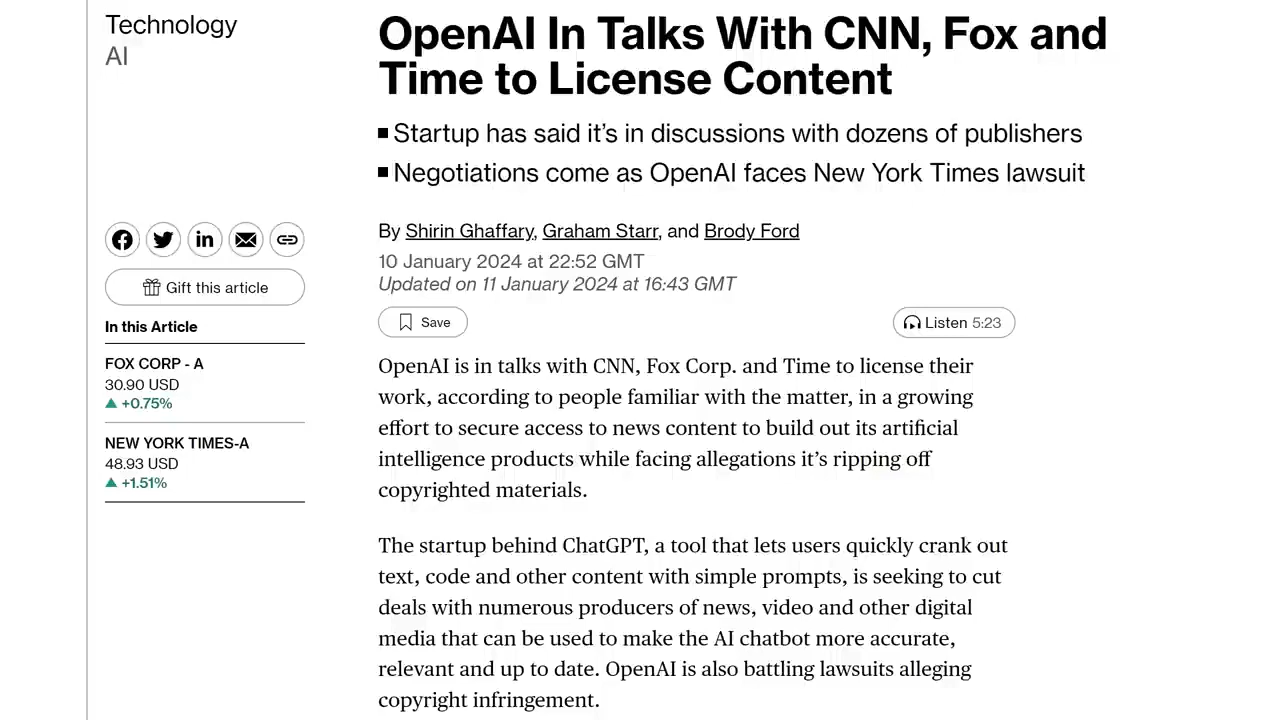 Technology
AI
OpenAI In Talks With CNN, Fox and
Time to License Content
Startup has said it's in discussions with dozens of publishers
Negotiations come as OpenAI faces New York Times lawsuit
By Shirin Ghaffary, Graham Starr, and Brody Ford
10 January 2024 at 22:52 GMT
Updated on 11 January 2024 at 16:43 GMT
Gift this article
Save
Listen 5:23
In this Article
FOX CORP - A
30.90 USD
+0.75%
NEW YORK TIMES-A
48.93 USD
+1.51%
OpenAI is in talks with CNN, Fox Corp. and Time to license their
work, according to people familiar with the matter, in a growing
effort to secure access to news content to build out its artificial
intelligence products while facing allegations it's ripping off
copyrighted materials.
The startup behind ChatGPT, a tool that lets users quickly crank out
text, code and other content with simple prompts, is seeking to cut
deals with numerous producers of news, video and other digital
media that can be used to make the AI chatbot more accurate,
relevant and up to date. OpenAI is also battling lawsuits alleging
copyright infringement.